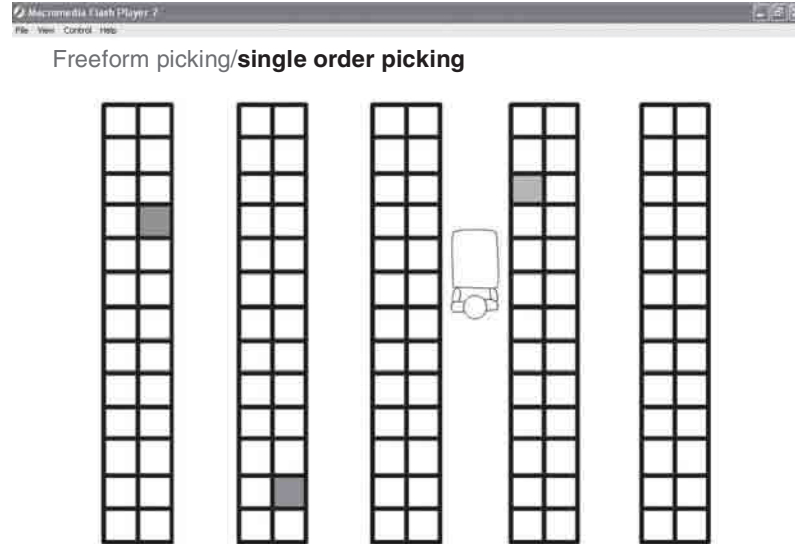 Macromedia Flash Player 7
File View Control Help
Freeform picking/single order picking